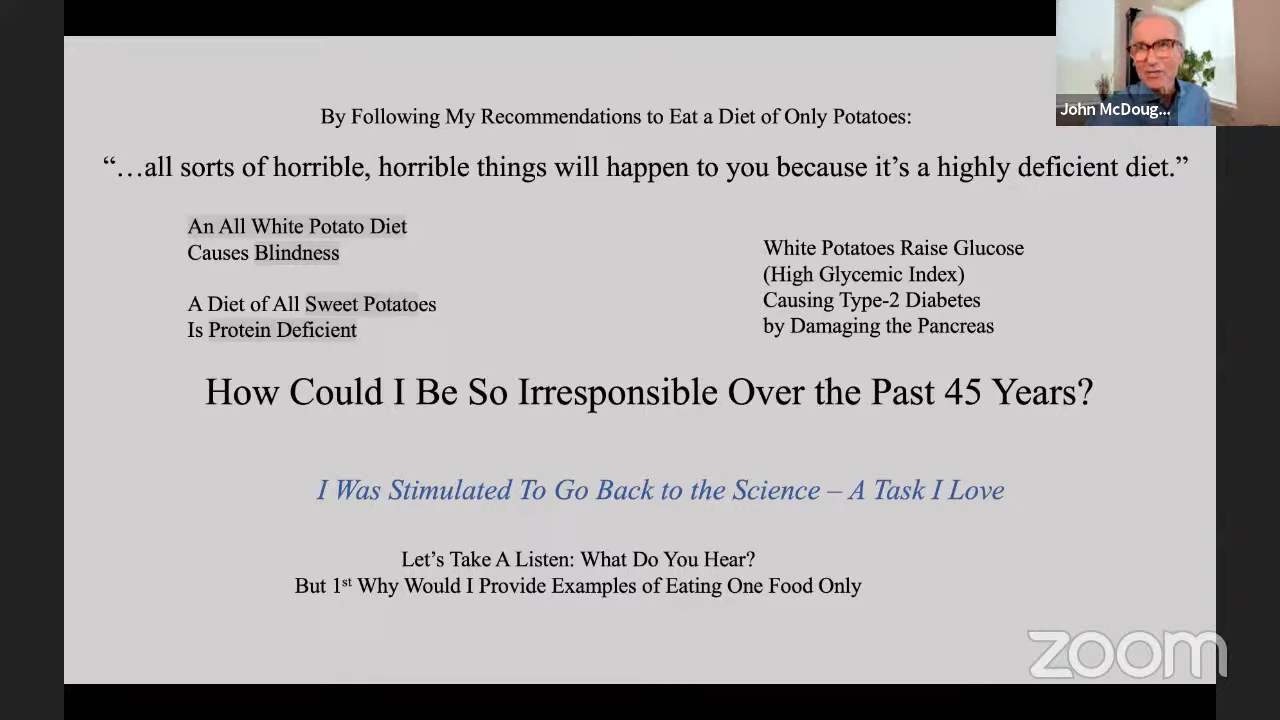 John McDoug...
By Following My Recommendations to Eat a Diet of Only Potatoes:
“…all sorts of horrible, horrible things will happen to you because it’s a highly deficient diet.”
An All White Potato Diet
Causes Blindness
A Diet of All Sweet Potatoes
Is Protein Deficient
White Potatoes Raise Glucose
(High Glycemic Index)
Causing Type-2 Diabetes
by Damaging the Pancreas
How Could I Be So Irresponsible Over the Past 45 Years?
I Was Stimulated To Go Back to the Science – A Task I Love
Let’s Take A Listen: What Do You Hear?
But 1st Why Would I Provide Examples of Eating One Food Only
zoom